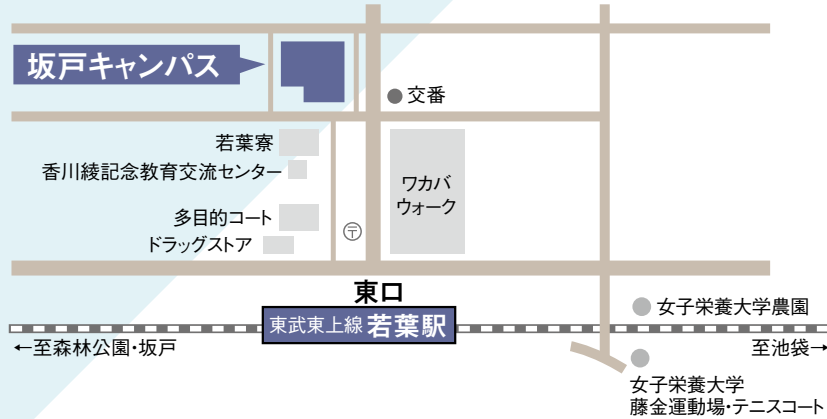 坂戸キャンパス
交番
若葉寮
香川綾記念教育交流センター
ワカバ
ウォーク
多目的コート
〒
ドラッグストア
東口
東武東上線 若葉駅
女子栄養大学農園
←至森林公園・坂戸
至池袋→
女子栄養大学
藤金運動場・テニスコート